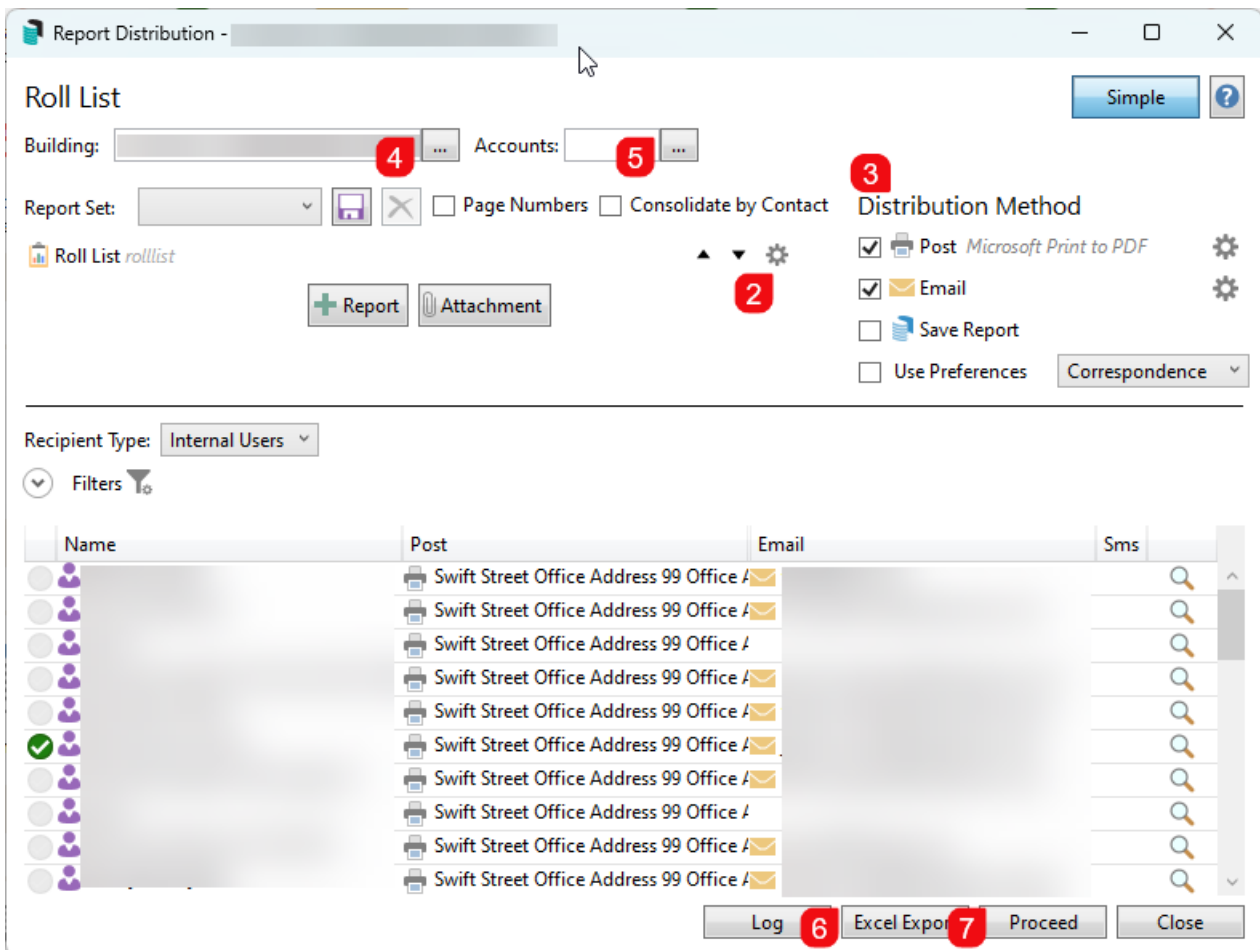 Report Distribution -
Roll List
Simple
?
Building:
4
...
Accounts:
5
...
Report Set:
Page Numbers
Consolidate by Contact
3
Distribution Method
Roll List rolllist
2
Post Microsoft Print to PDF
Report
Attachment
Email
Save Report
Use Preferences
Correspondence
Recipient Type:
Internal Users
Filters
Name Post Email Sms
Swift Street Office Address 99 Office
Swift Street Office Address 99 Office
Swift Street Office Address 99 Office
Swift Street Office Address 99 Office
Swift Street Office Address 99 Office
Swift Street Office Address 99 Office
Swift Street Office Address 99 Office
Swift Street Office Address 99 Office
Swift Street Office Address 99 Office
Swift Street Office Address 99 Office
Log
6
Excel Expor
7
Proceed
Close